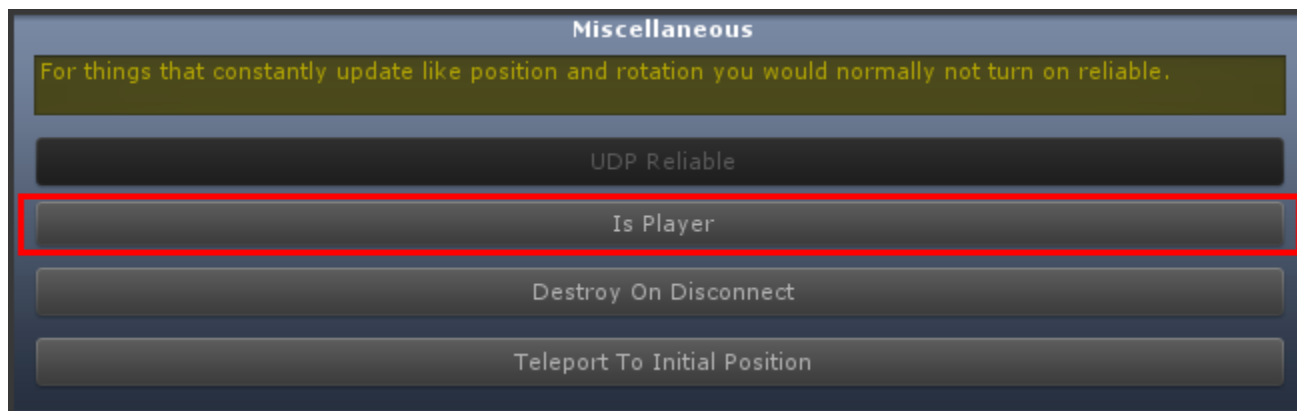 Miscellaneous
For things that constantly update like position and rotation you would normally not turn on reliable.
UDP Reliable
Is Player
Destroy On Disconnect
Teleport To Initial Position